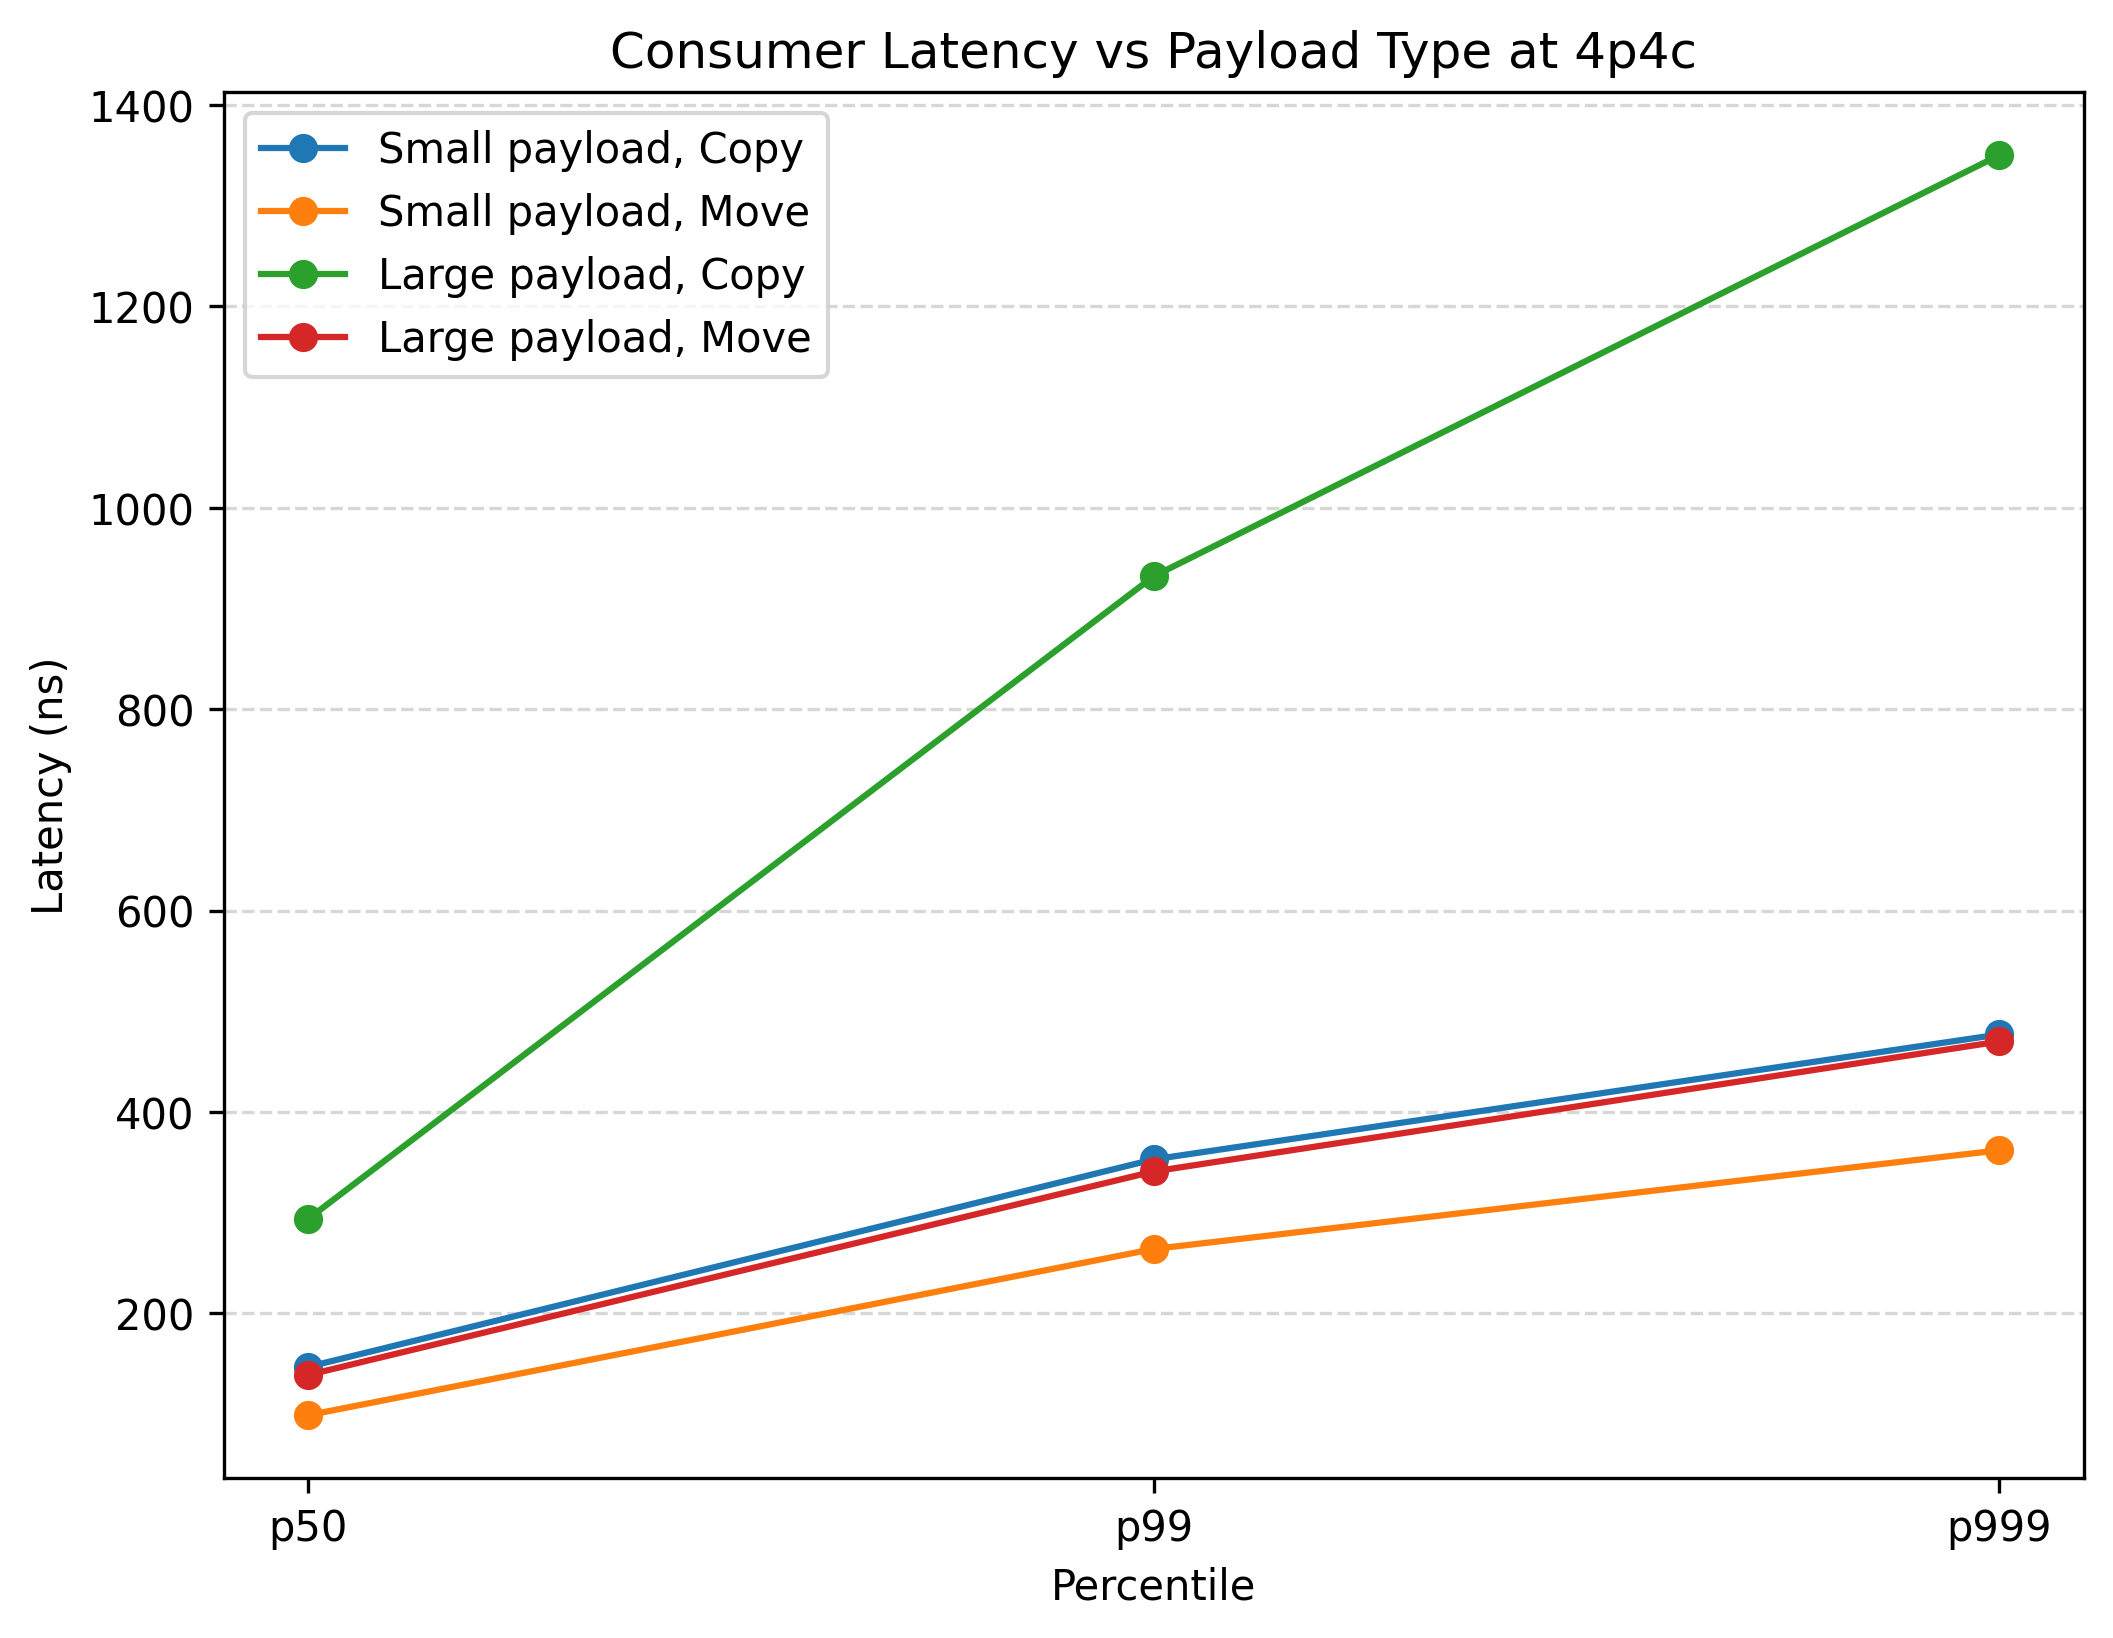 Consumer Latency vs Payload Type at 4p4c
Small payload, Copy
Small payload, Move
Large payload, Copy
Large payload, Move
Latency (ns)
1400
1200
1000
800
600
400
200
p50
p99
p999
Percentile